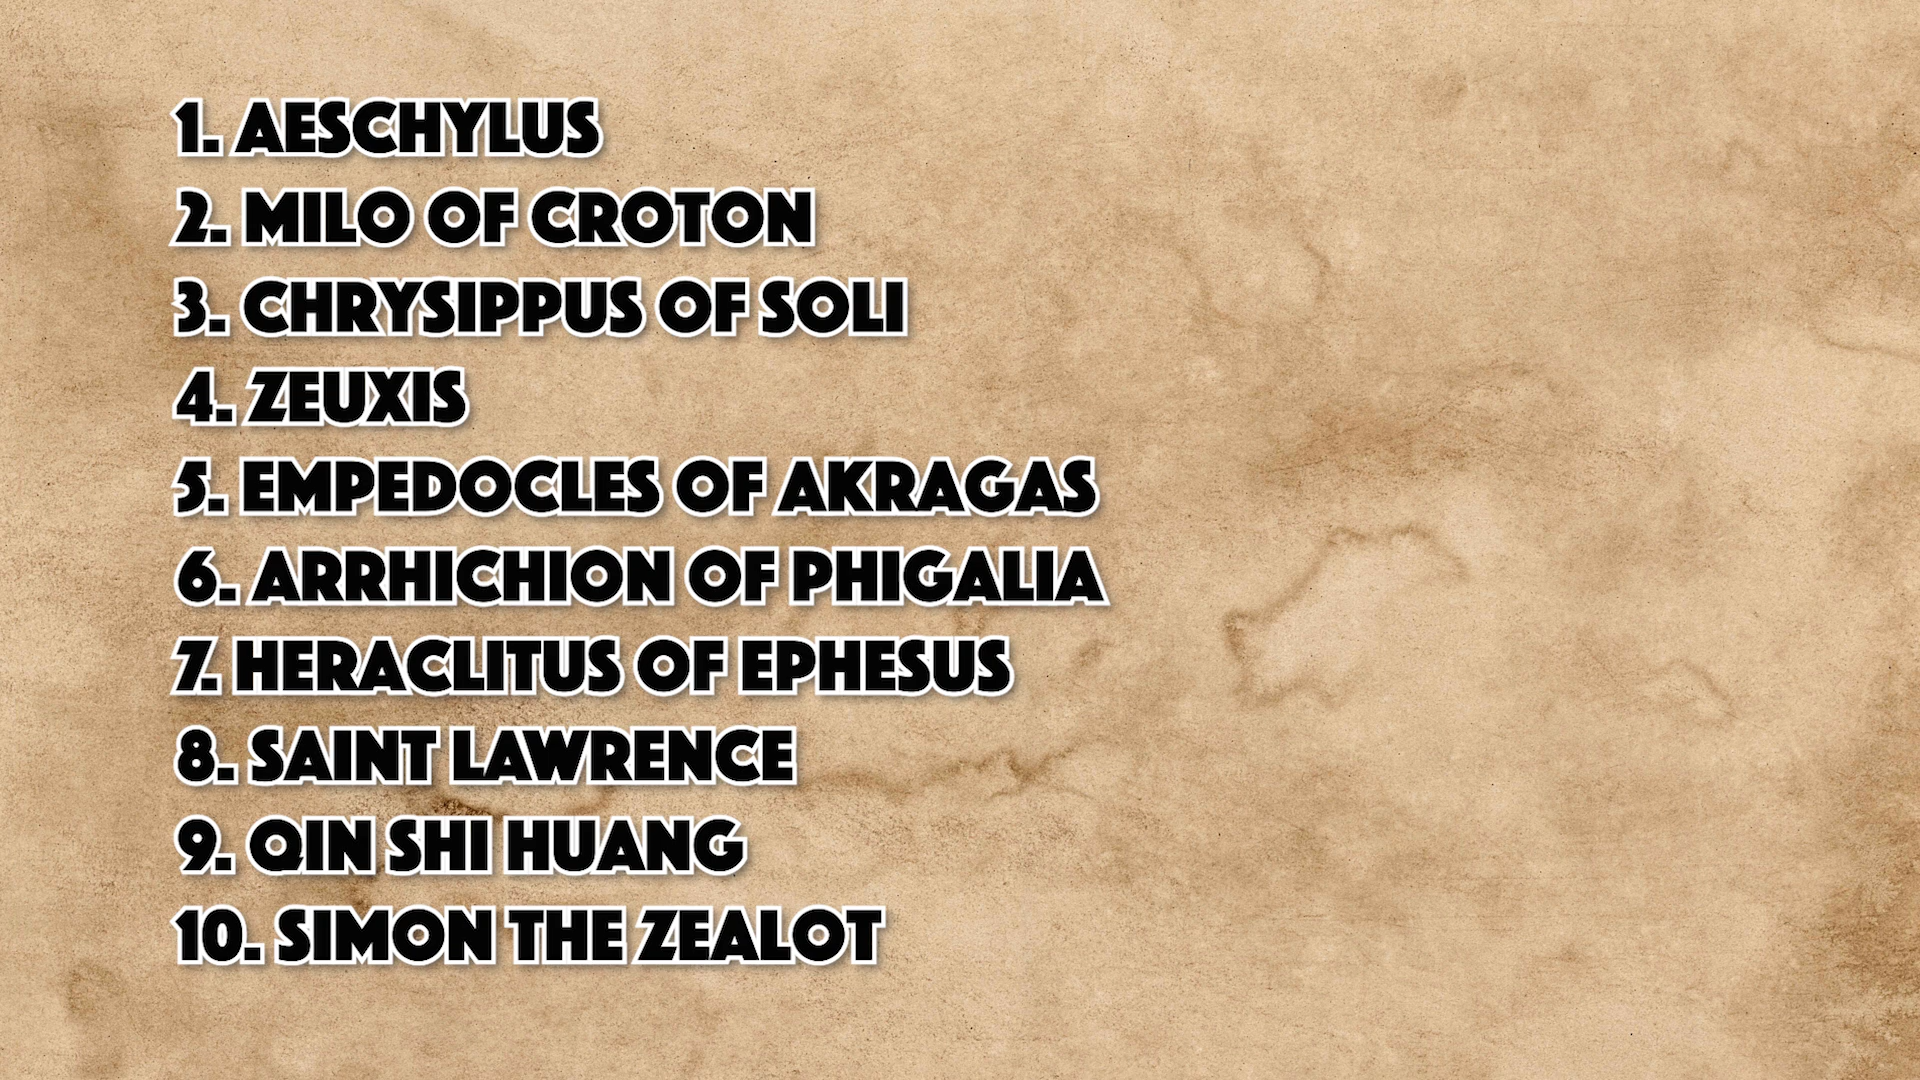 1. AESCHYLUS
2. MILO OF CROTON
3. CHRYSIPPUS OF SOLI
4. ZEUXIS
5. EMPEDOCLES OF AKRAGAS
6. ARRHICHION OF PHIGALIA
7. HERACLITUS OF EPHESUS
8. SAINT LAWRENCE
9. QIN SHI HUANG
10. SIMON THE ZEALOT